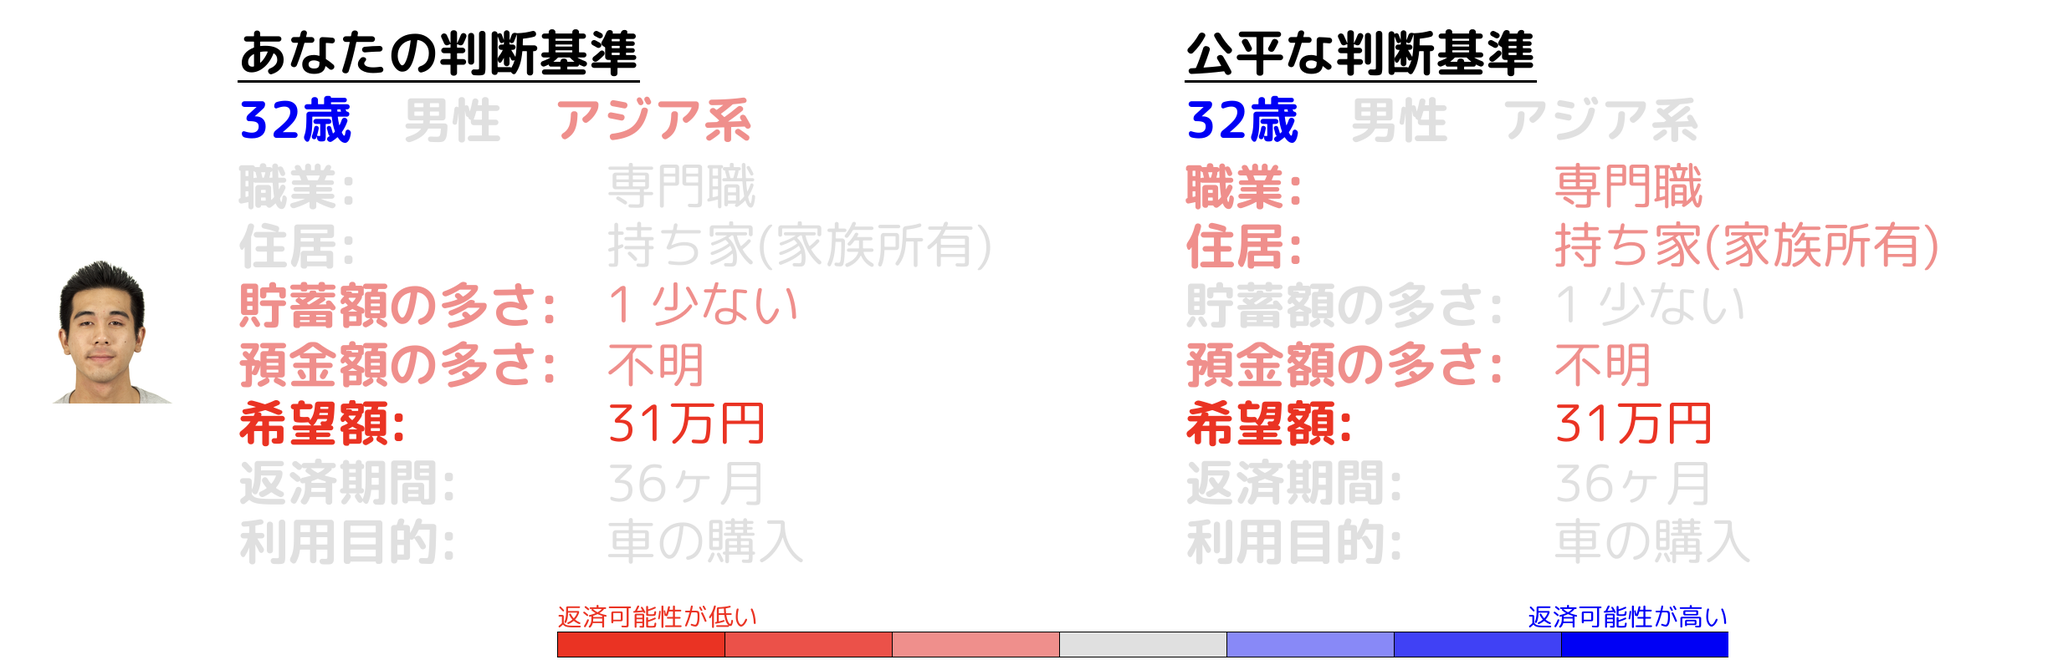 あなたの判断基準
32歳 男性 アジア系
職業: 専門職
住居: 持ち家(家族所有)
貯蓄額の多さ: 1 少ない
預金額の多さ: 不明
希望額: 31万円
返済期間: 36ヶ月
利用目的: 車の購入
公平な判断基準
32歳 男性 アジア系
職業: 専門職
住居: 持ち家(家族所有)
貯蓄額の多さ: 1 少ない
預金額の多さ: 不明
希望額: 31万円
返済期間: 36ヶ月
利用目的: 車の購入
返済可能性が低い
返済可能性が高い